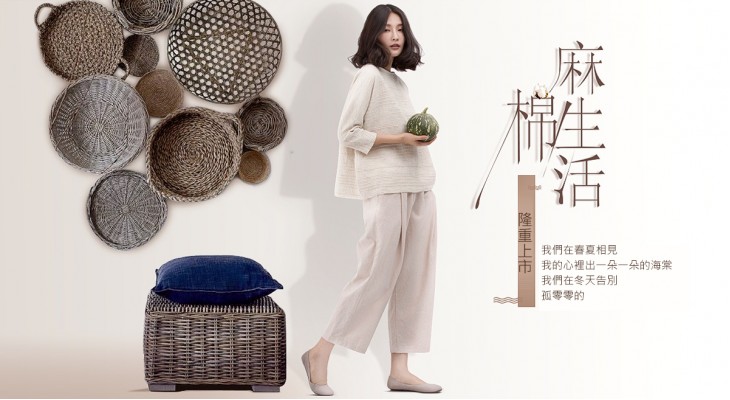 棉麻生活
隆重上市
我們在春夏相見
我的心裡出一朵一朵的海棠
我們在冬天告別
孤零零的